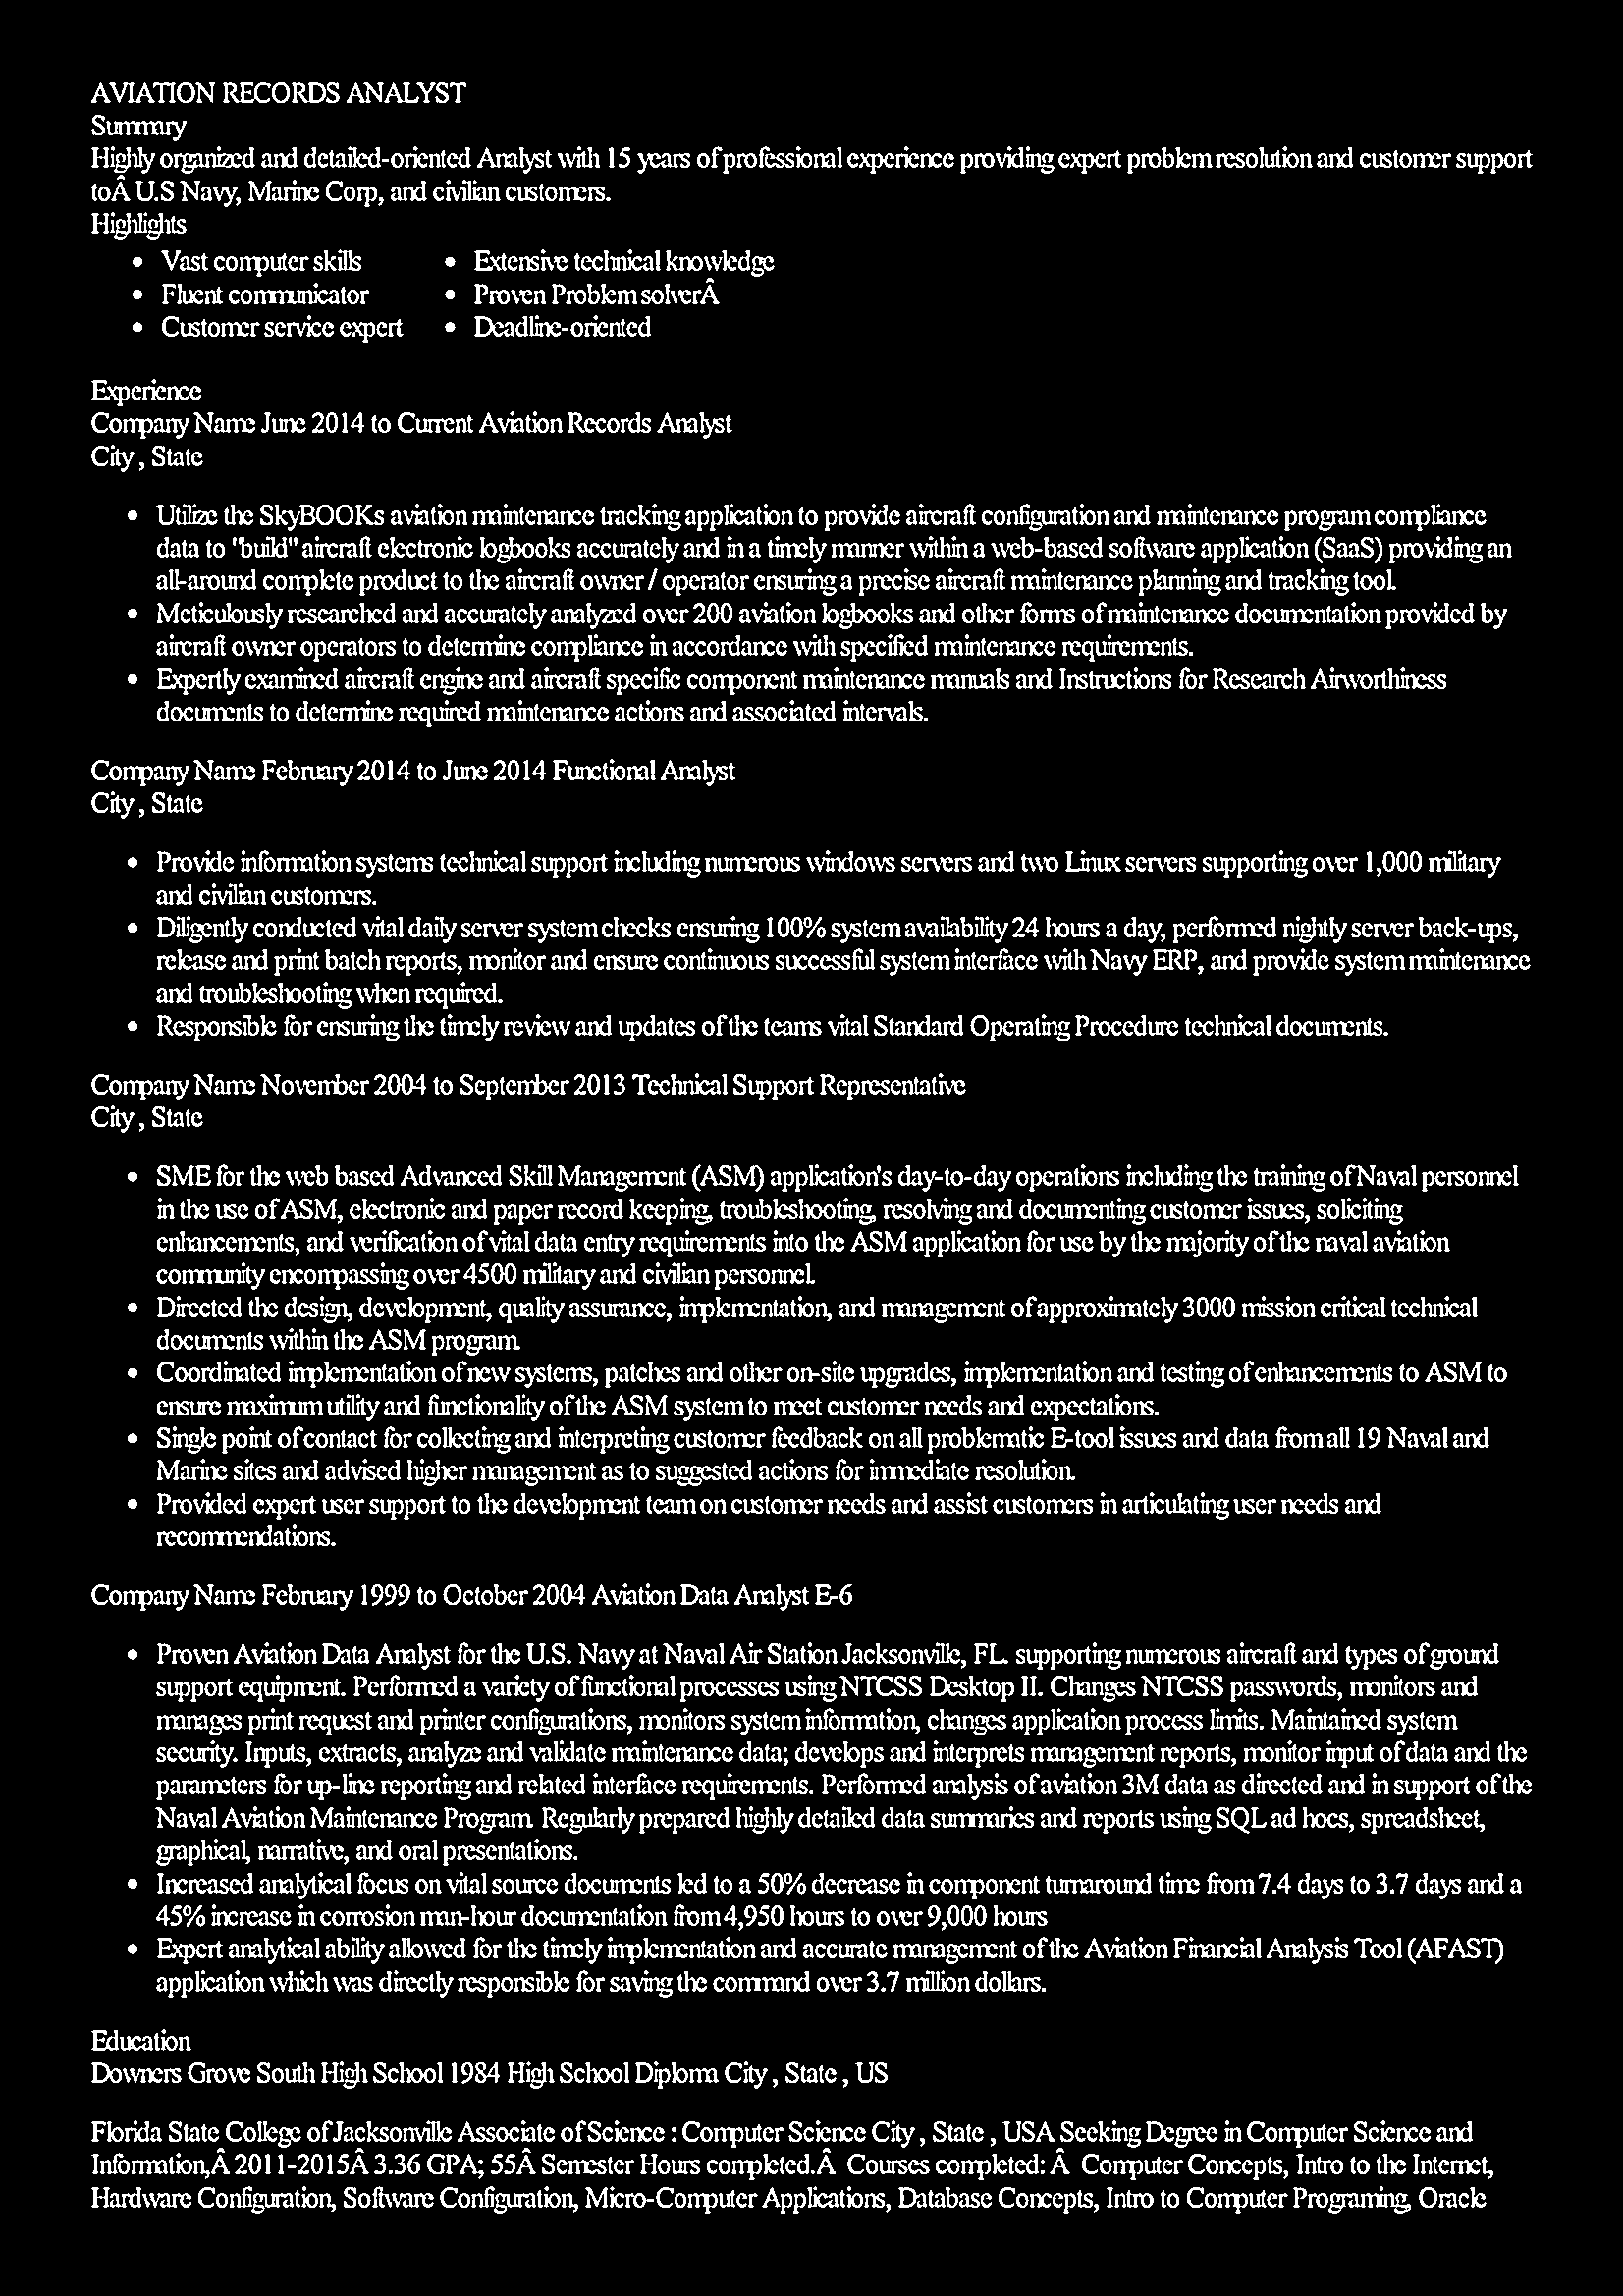 AVIATION RECORDS ANALYST
Summary
Highly organized and detailed-oriented Analyst with 15 years of professional experience providing expert problem resolution and customer support
toÂ U.S Navy, Marine Corp, and civilian customers.
Highlights
• Vast computer skills
• Fluent communicator
• Customer service expert
• Extensive technical knowledge
• Proven Problem solverÂ
• Deadline-oriented
Experience
Company Name June 2014 to Current Aviation Records Analyst
City , State
• Utilize the SkyBOOKs aviation maintenance tracking application to provide aircraft configuration and maintenance program compliance
data to "build" aircraft electronic logbooks accurately and in a timely manner within a web-based software application (SaaS) providing an
all-around complete product to the aircraft owner / operator ensuring a precise aircraft maintenance planning and tracking tool.
• Meticulously researched and accurately analyzed over 200 aviation logbooks and other forms of maintenance documentation provided by
aircraft owner operators to determine compliance in accordance with specified maintenance requirements.
• Expertly examined aircraft engine and aircraft specific component maintenance manuals and Instructions for Research Airworthiness
documents to determine required maintenance actions and associated intervals.
Company Name February 2014 to June 2014 Functional Analyst
City , State
• Provide information systems technical support including numerous windows servers and two Linux servers supporting over 1,000 military
and civilian customers.
• Diligently conducted vital daily server system checks ensuring 100% system availability 24 hours a day, performed nightly server back-ups,
release and print batch reports, monitor and ensure continuous successful system interface with Navy ERP, and provide system maintenance
and troubleshooting when required.
• Responsible for ensuring the timely review and updates of the teams vital Standard Operating Procedure technical documents.
Company Name November 2004 to September 2013 Technical Support Representative
City , State
• SME for the web based Advanced Skill Management (ASM) application's day-to-day operations including the training of Naval personnel
in the use of ASM, electronic and paper record keeping, troubleshooting, resolving and documenting customer issues, soliciting
enhancements, and verification of vital data entry requirements into the ASM application for use by the majority of the naval aviation
community encompassing over 4500 military and civilian personnel.
• Directed the design, development, quality assurance, implementation, and management of approximately 3000 mission critical technical
documents within the ASM program.
• Coordinated implementation of new systems, patches and other on-site upgrades, implementation and testing of enhancements to ASM to
ensure maximum utility and functionality of the ASM system to meet customer needs and expectations.
• Single point of contact for collecting and interpreting customer feedback on all problematic E-tool issues and data from all 19 Naval and
Marine sites and advised higher management as to suggested actions for immediate resolution.
• Provided expert user support to the development team on customer needs and assist customers in articulating user needs and
recommendations.
Company Name February 1999 to October 2004 Aviation Data Analyst E-6
• Proven Aviation Data Analyst for the U.S. Navy at Naval Air Station Jacksonville, FL. supporting numerous aircraft and types of ground
support equipment. Performed a variety of functional processes using NTCSS Desktop II. Changes NTCSS passwords, monitors and
manages print request and printer configurations, monitors system information, changes application process limits. Maintained system
security. Inputs, extracts, analyze and validate maintenance data; develops and interprets management reports, monitor input of data and the
parameters for up-line reporting and related interface requirements. Performed analysis of aviation 3M data as directed and in support of the
Naval Aviation Maintenance Program. Regularly prepared highly detailed data summaries and reports using SQL ad hocs, spreadsheet,
graphical, narrative, and oral presentations.
• Increased analytical focus on vital source documents led to a 50% decrease in component turnaround time from 7.4 days to 3.7 days and a
45% increase in corrosion man-hour documentation from 4,950 hours to over 9,000 hours
• Expert analytical ability allowed for the timely implementation and accurate management of the Aviation Financial Analysis Tool (AFAST)
application which was directly responsible for saving the command over 3.7 million dollars.
Education
Downers Grove South High School 1984 High School Diploma City , State , US
Florida State College of Jacksonville Associate of Science : Computer Science City , State , USA Seeking Degree in Computer Science and
Information,Â 2011-2015Â 3.36 GPA; 55Â Semester Hours completed.Â  Courses completed: Â  Computer Concepts, Intro to the Internet,
Hardware Configuration, Software Configuration, Micro-Computer Applications, Database Concepts, Intro to Computer Programing, Oracle